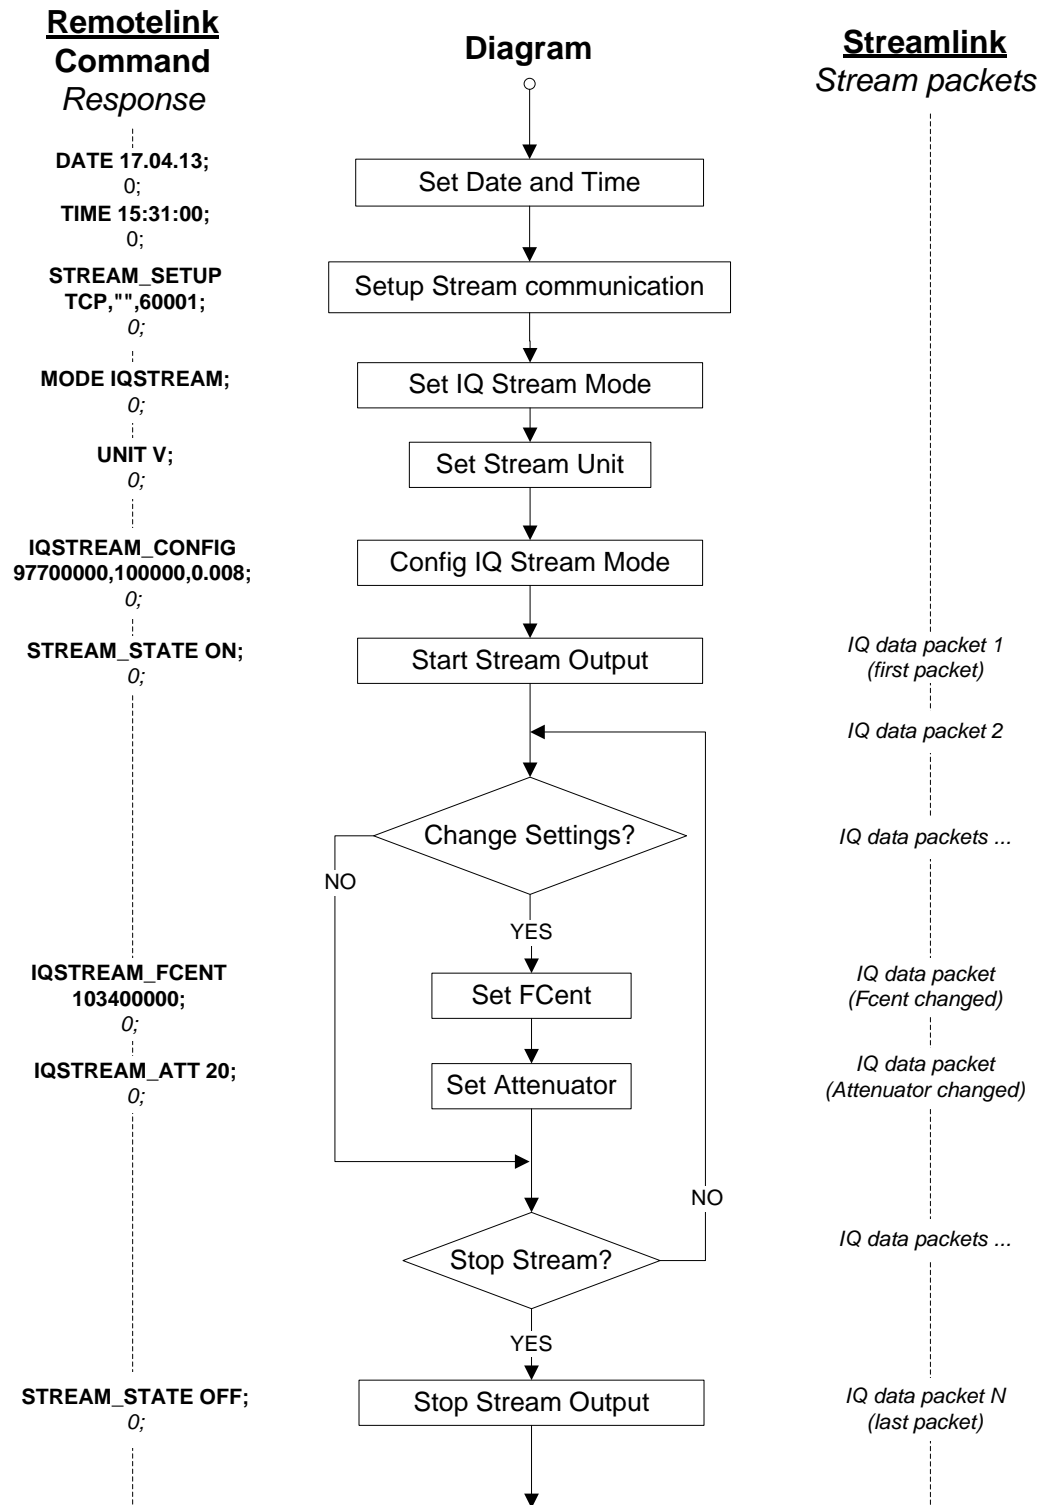 Remotelink
Command
Response
DATE 17.04.13;
0;
TIME 15:31:00;
0;
STREAM_SETUP
TCP,"",60001;
0;
MODE IQSTREAM;
0;
UNIT V;
0;
IQSTREAM_CONFIG
97700000,100000,0.008;
0;
STREAM_STATE ON;
0;
IQSTREAM_FCENT
103400000;
0;
IQSTREAM_ATT 20;
0;
STREAM_STATE OFF;
0;
Diagram
Set Date and Time
Setup Stream communication
Set IQ Stream Mode
Set Stream Unit
Config IQ Stream Mode
Start Stream Output
Change Settings?
NO
YES
Set FCent
Set Attenuator
NO
Stop Stream?
YES
Stop Stream Output
Streamlink
Stream packets
IQ data packet 1
(first packet)
IQ data packet 2
IQ data packets ...
IQ data packet
(Fcent changed)
IQ data packet
(Attenuator changed)
IQ data packets ...
IQ data packet N
(last packet)